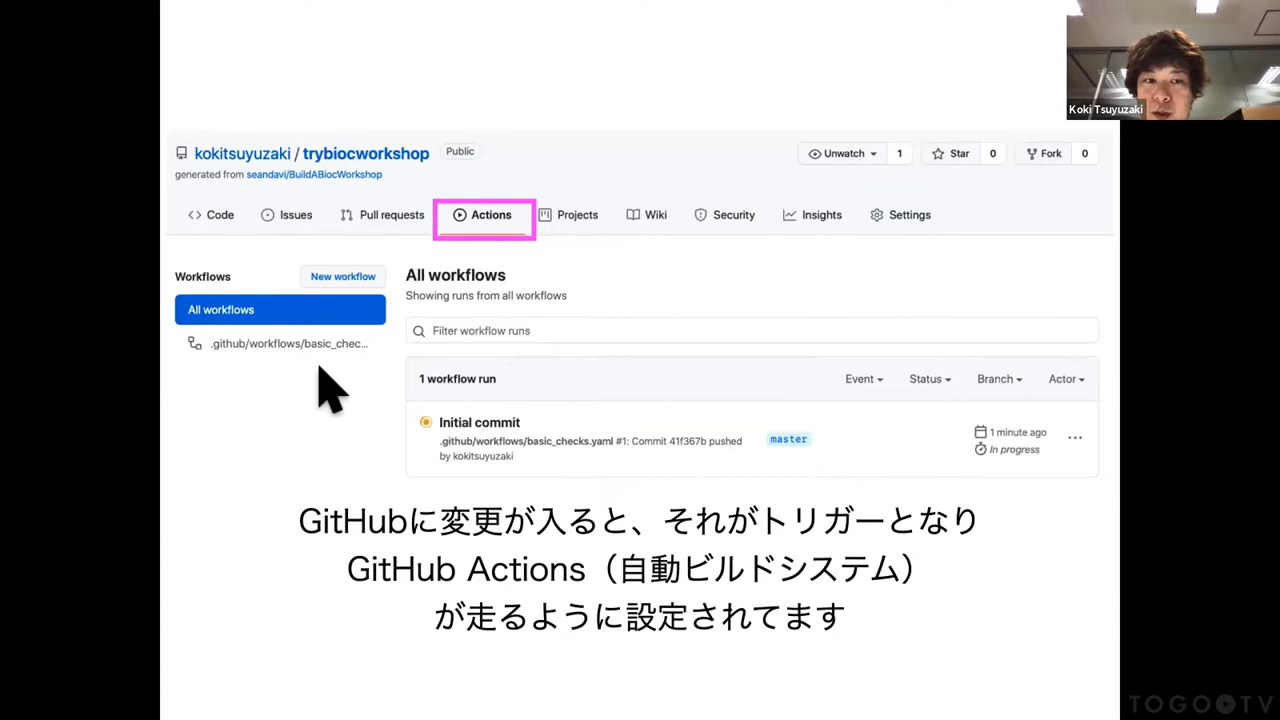 Koki Tsuyuzaki
kokitsuyuzaki / trybiocworkshop Public
Unwatch 1 Star 0 Fork 0
generated from seandavi/BuildABiocWorkshop
Code Issues Pull requests Actions Projects Wiki Security Insights Settings
Workflows New workflow
All workflows
.github/workflows/basic_chec...
All workflows
Showing runs from all workflows
Filter workflow runs
1 workflow run Event Status Branch Actor
Initial commit
.github/workflows/basic_checks.yaml #1: Commit 41f367b pushed
by kokitsuyuzaki
master
1 minute ago
In progress
GitHubに変更が入ると、それがトリガーとなり
GitHub Actions（自動ビルドシステム）
が走るように設定されてます
TOGO TV